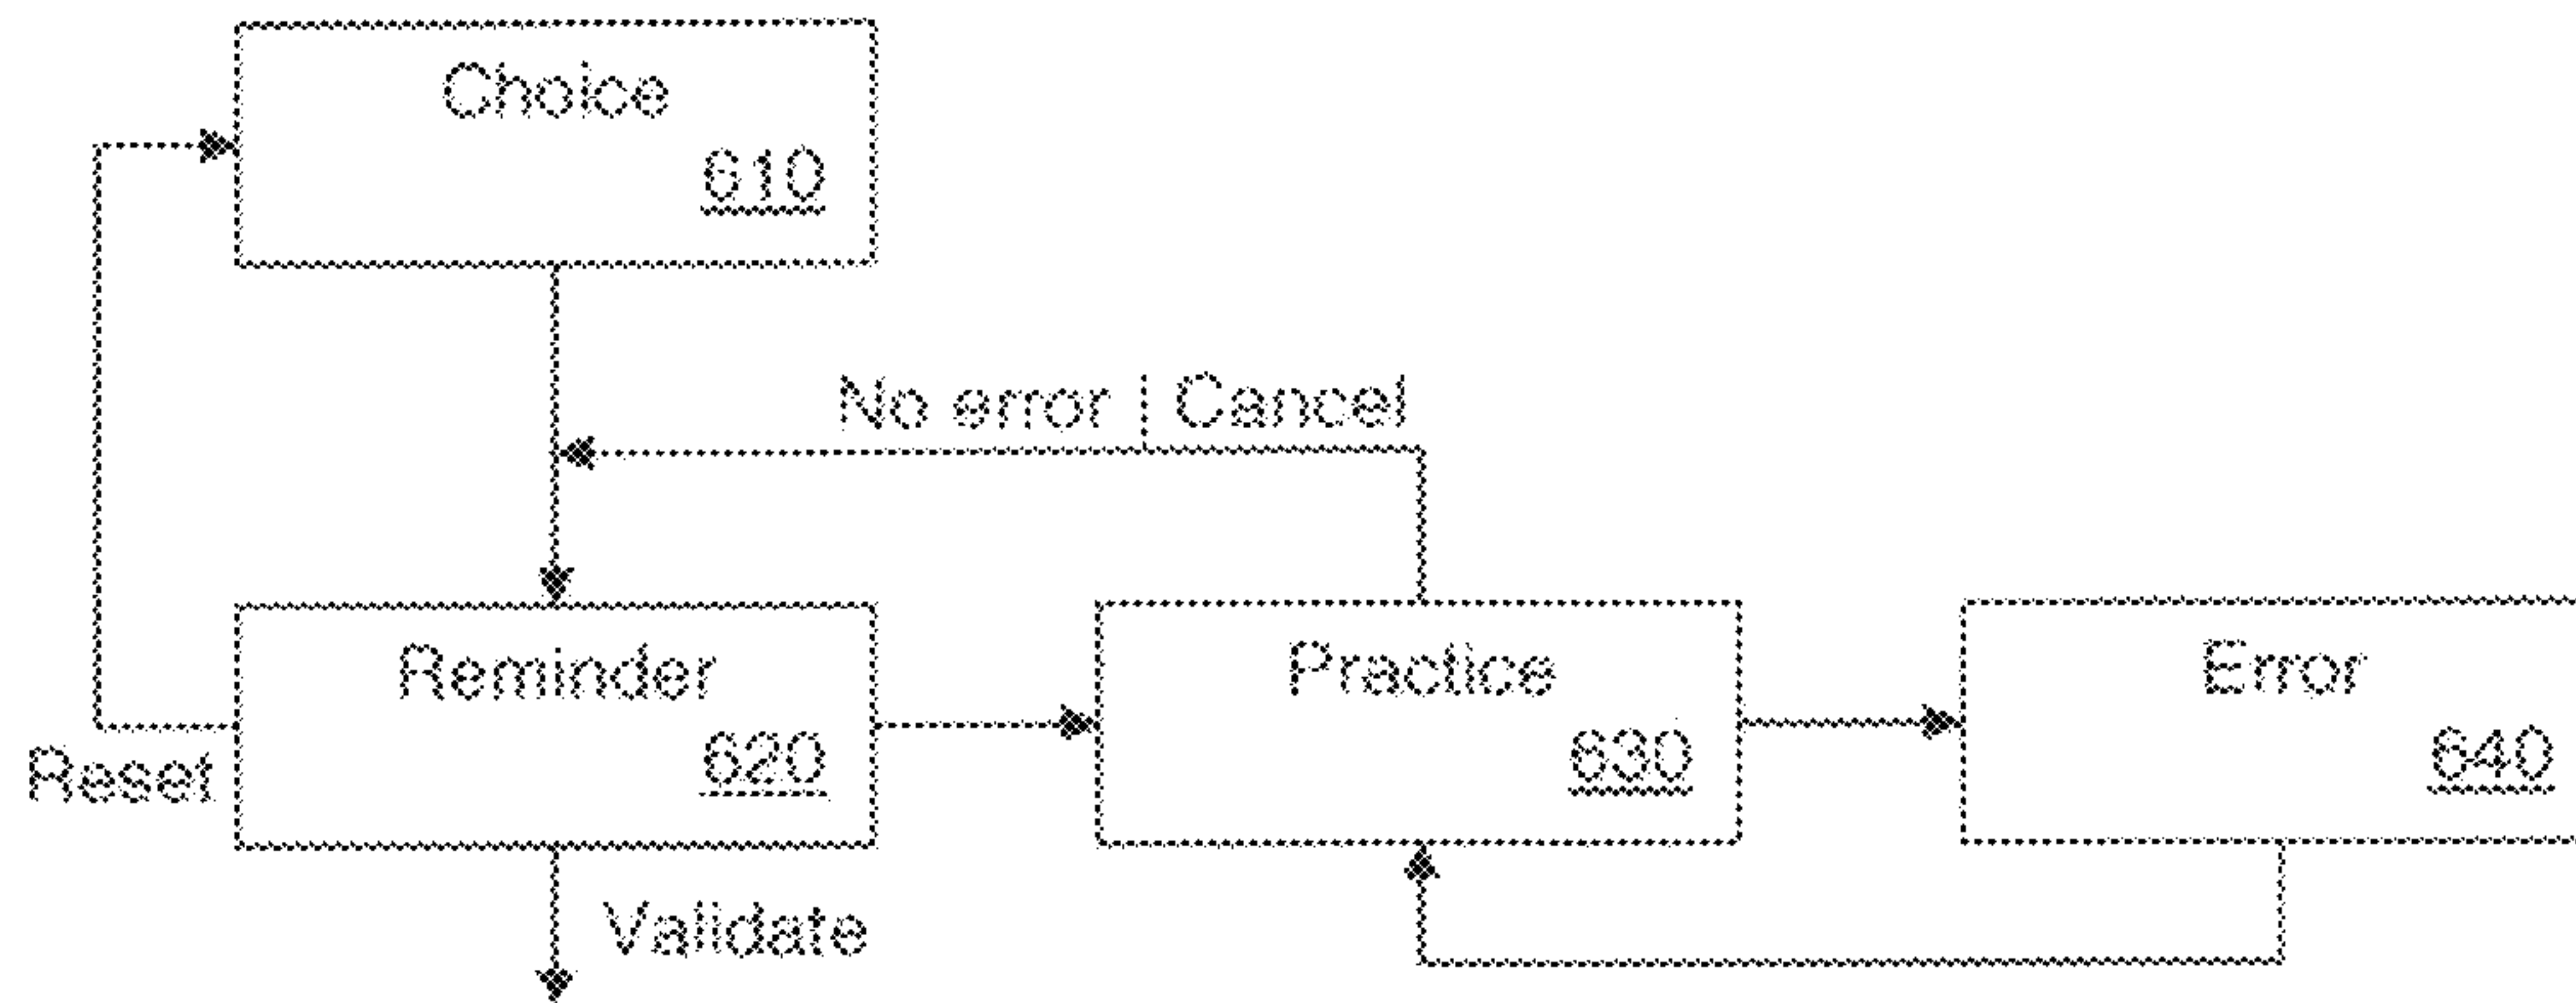 Choice
610
No error | Cancel
Reminder
620
Practice
630
Error
640
Reset
Validate